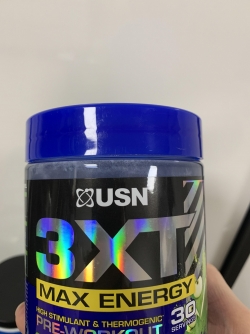 USN
3XT
MAX ENERGY
HIGH STIMULANT & THERMOGENIC
PRE-WORKOUT
30